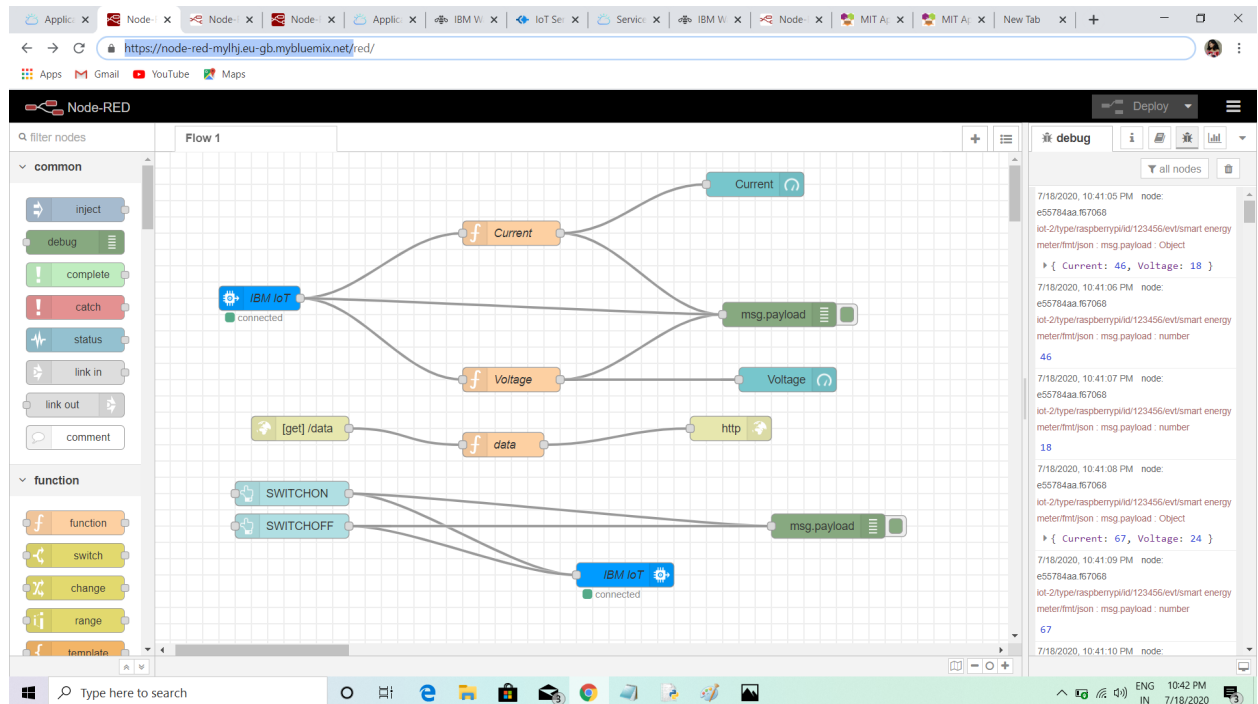 Applic
Node-
Node-
Node-
Applic
IBM W
IoT Ser
Service
IBM W
Node-
MIT Ap
MIT Ap
New Tab
https://node-red-mylhj.eu-gb.mybluemix.net/red/
Apps Gmail YouTube Maps
Node-RED
Deploy
filter nodes
Flow 1
debug
i
common
all nodes
inject
debug
complete
catch
status
link in
link out
comment
function
function
switch
change
range
template
Current
Current
IBM IoT
connected
msg.payload
Voltage
Voltage
[get] /data
data
http
SWITCHON
SWITCHOFF
msg.payload
IBM IoT
connected
7/18/2020, 10:41:05 PM node:
e55784aa.f67068
iot-2/type/raspberrypi/id/123456/evt/smart energy
meter/fmt/json : msg.payload : Object
{ Current: 46, Voltage: 18 }
7/18/2020, 10:41:06 PM node:
e55784aa.f67068
iot-2/type/raspberrypi/id/123456/evt/smart energy
meter/fmt/json : msg.payload : number
46
7/18/2020, 10:41:07 PM node:
e55784aa.f67068
iot-2/type/raspberrypi/id/123456/evt/smart energy
meter/fmt/json : msg.payload : number
18
7/18/2020, 10:41:08 PM node:
e55784aa.f67068
iot-2/type/raspberrypi/id/123456/evt/smart energy
meter/fmt/json : msg.payload : Object
{ Current: 67, Voltage: 24 }
7/18/2020, 10:41:09 PM node:
e55784aa.f67068
iot-2/type/raspberrypi/id/123456/evt/smart energy
meter/fmt/json : msg.payload : number
67
7/18/2020, 10:41:10 PM node:
Type here to search
3
ENG
IN
10:42 PM
7/18/2020
3